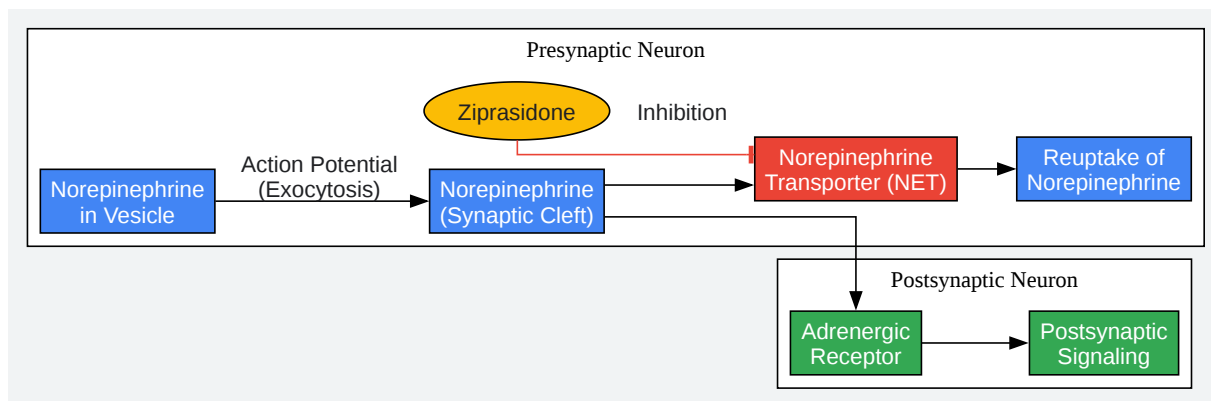 Presynaptic Neuron
Ziprasidone
Inhibition
Action Potential
(Exocytosis)
Norepinephrine
in Vesicle
Norepinephrine
(Synaptic Cleft)
Norepinephrine
Transporter (NET)
Reuptake of
Norepinephrine
Postsynaptic Neuron
Adrenergic
Receptor
Postsynaptic
Signaling